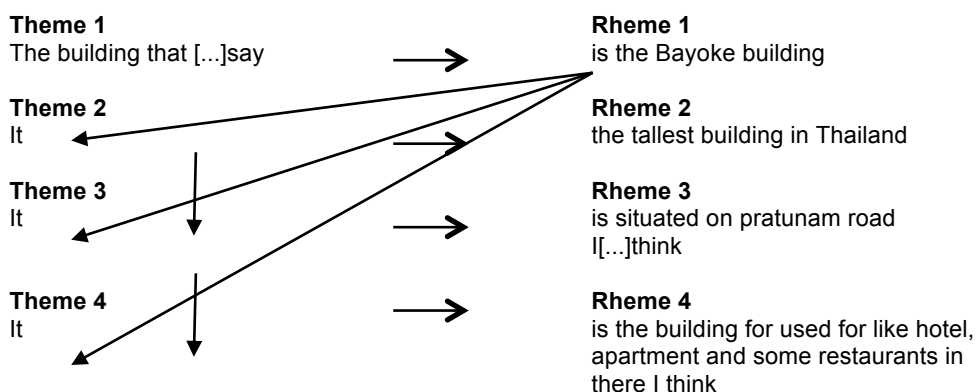 Theme 1
The building that [...]say
Rheme 1
is the Bayoke building
Theme 2
It
Rheme 2
the tallest building in Thailand
Theme 3
It
Rheme 3
is situated on pratunam road
I[...]think
Theme 4
It
Rheme 4
is the building for used for like hotel,
apartment and some restaurants in
there I think